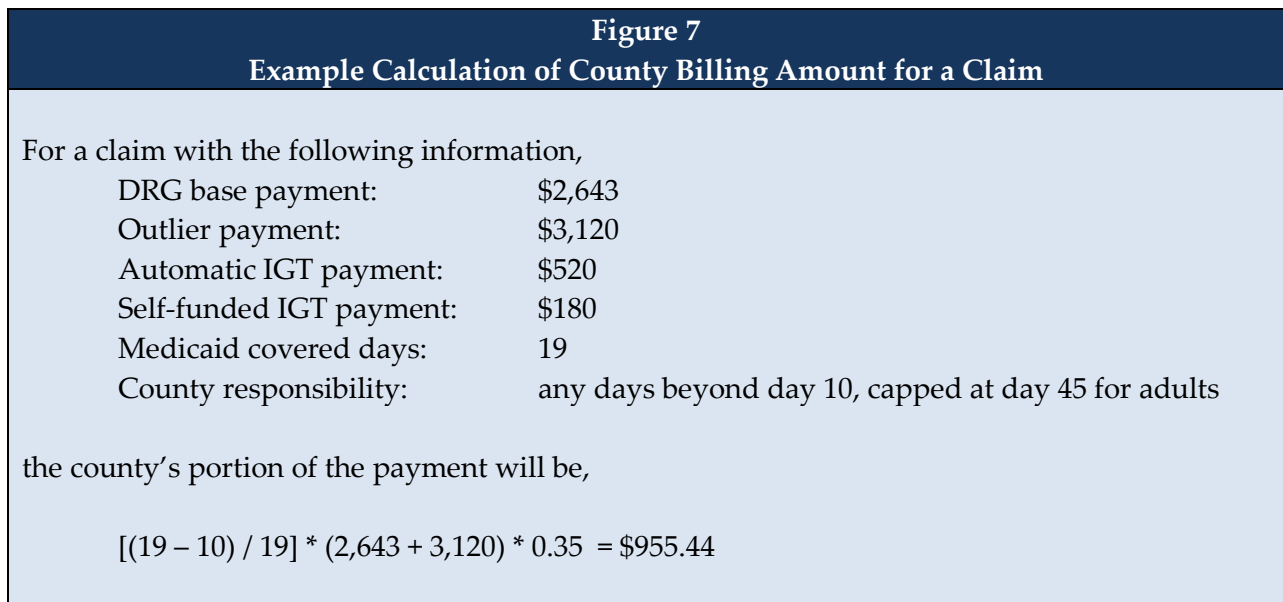 Figure 7
Example Calculation of County Billing Amount for a Claim
For a claim with the following information,
DRG base payment: $2,643
Outlier payment: $3,120
Automatic IGT payment: $520
Self-funded IGT payment: $180
Medicaid covered days: 19
County responsibility: any days beyond day 10, capped at day 45 for adults
the county’s portion of the payment will be,
[(19 – 10) / 19] * (2,643 + 3,120) * 0.35 = $955.44